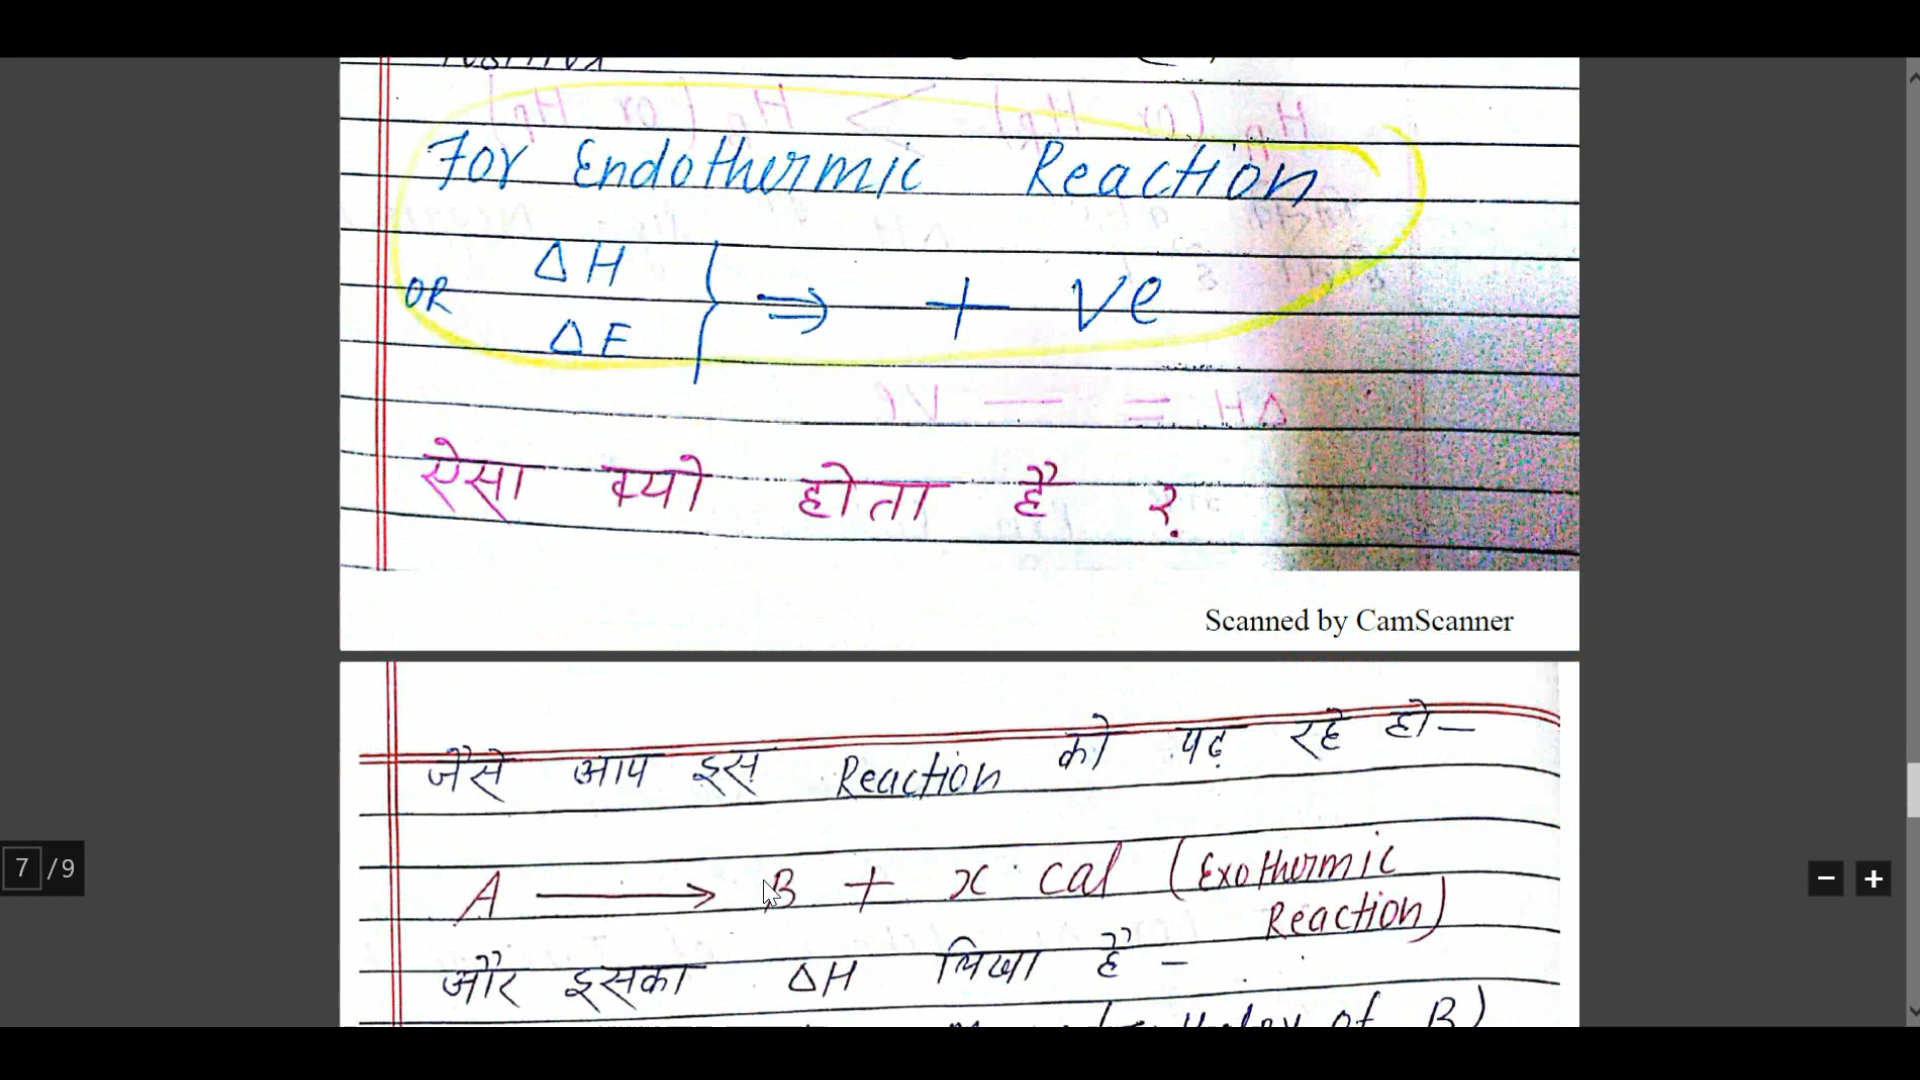 For Endothermic Reaction
ΔH
OR } ⇒ + ve
ΔE
ऐसा क्यो होता है ?
Scanned by CamScanner
जैसे आप इस Reaction को पढ़ रहे हो -
A ⟶ B + x cal (Exothermic
Reaction)
और इसका ΔH लिखा है -
of B)
7 / 9